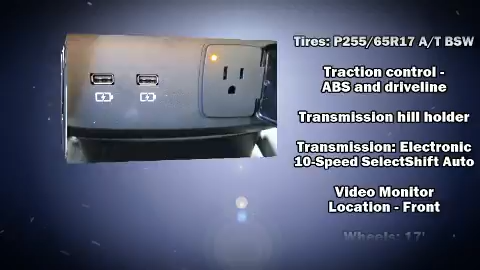 Tires: P255/65R17 A/T BSW
Traction control -
ABS and driveline
Transmission hill holder
Transmission: Electronic
10-Speed SelectShift Auto
Video Monitor
Location - Front
Wheels: 17"